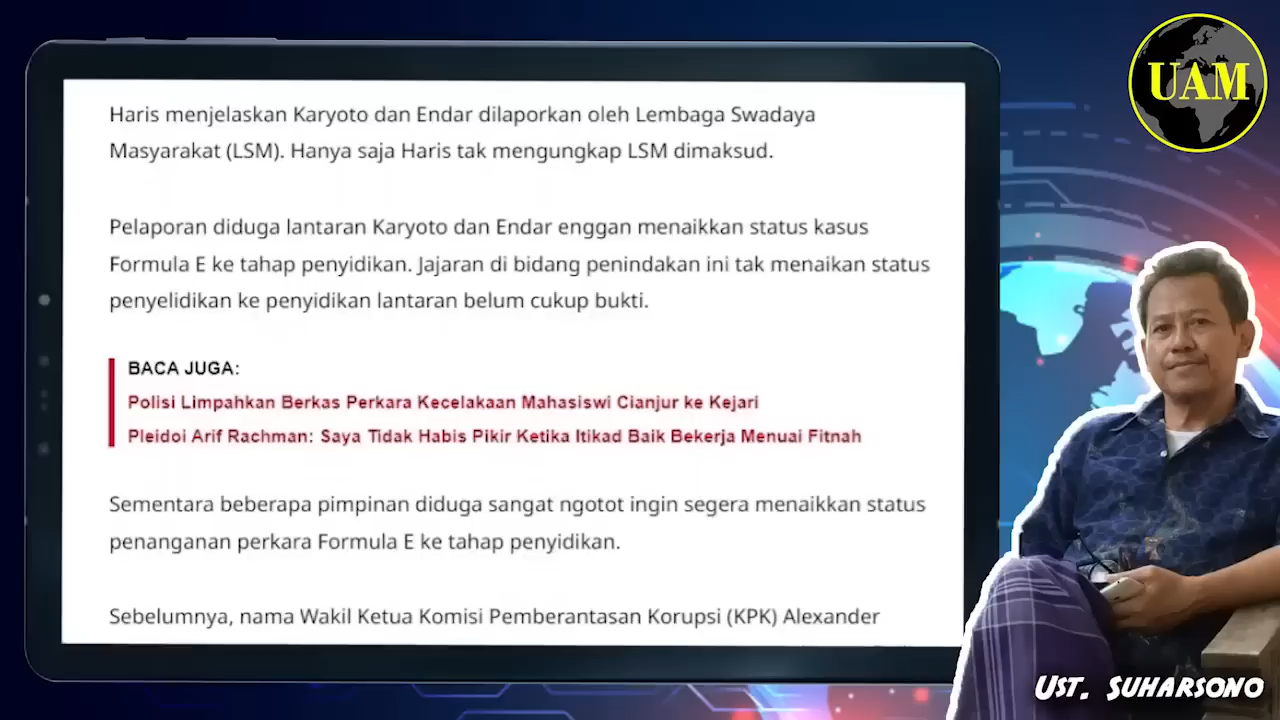 Haris menjelaskan Karyoto dan Endar dilaporkan oleh Lembaga Swadaya
Masyarakat (LSM). Hanya saja Haris tak mengungkap LSM dimaksud.
Pelaporan diduga lantaran Karyoto dan Endar enggan menaikkan status kasus
Formula E ke tahap penyidikan. Jajaran di bidang penindakan ini tak menaikan status
penyelidikan ke penyidikan lantaran belum cukup bukti.
BACA JUGA:
Polisi Limpahkan Berkas Perkara Kecelakaan Mahasiswi Cianjur ke Kejari
Pleidoi Arif Rachman: Saya Tidak Habis Pikir Ketika Itikad Baik Bekerja Menuai Fitnah
Sementara beberapa pimpinan diduga sangat ngotot ingin segera menaikkan status
penanganan perkara Formula E ke tahap penyidikan.
Sebelumnya, nama Wakil Ketua Komisi Pemberantasan Korupsi (KPK) Alexander
UAM
UST. SUHARSONO